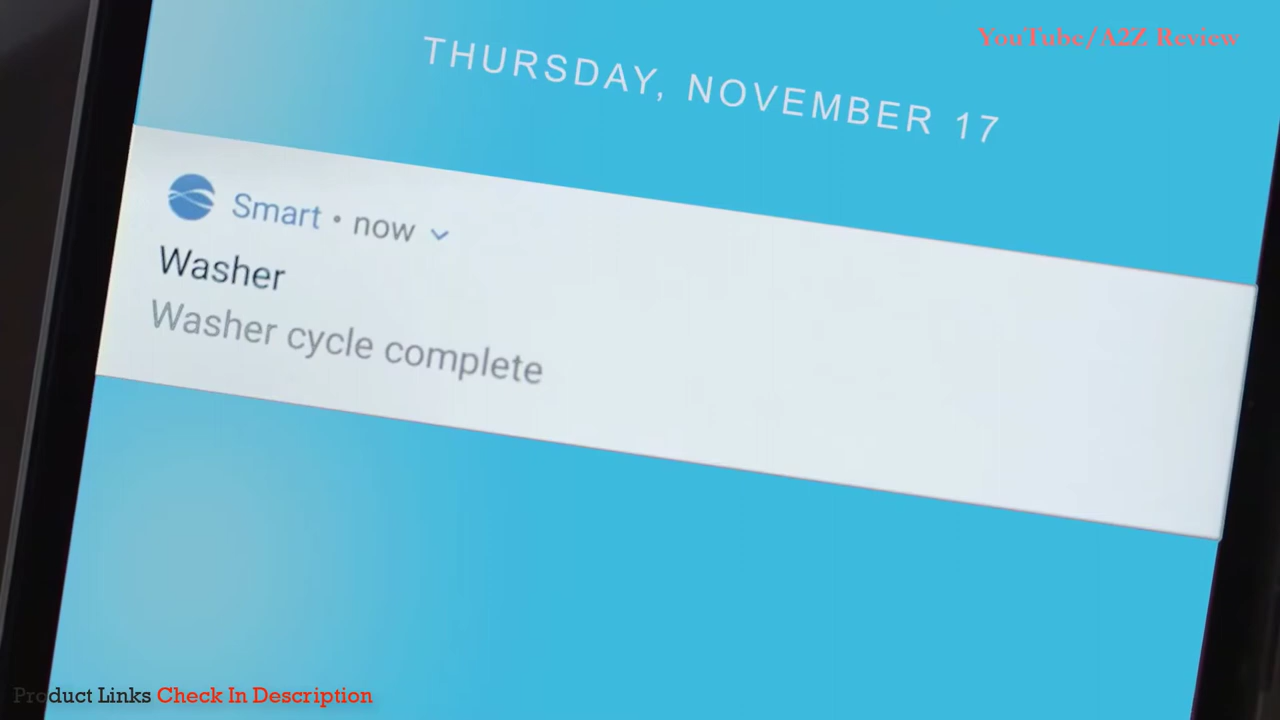 YouTube/A2Z Review
THURSDAY, NOVEMBER 17
Smart • now
Washer
Washer cycle complete
Product Links Check In Description